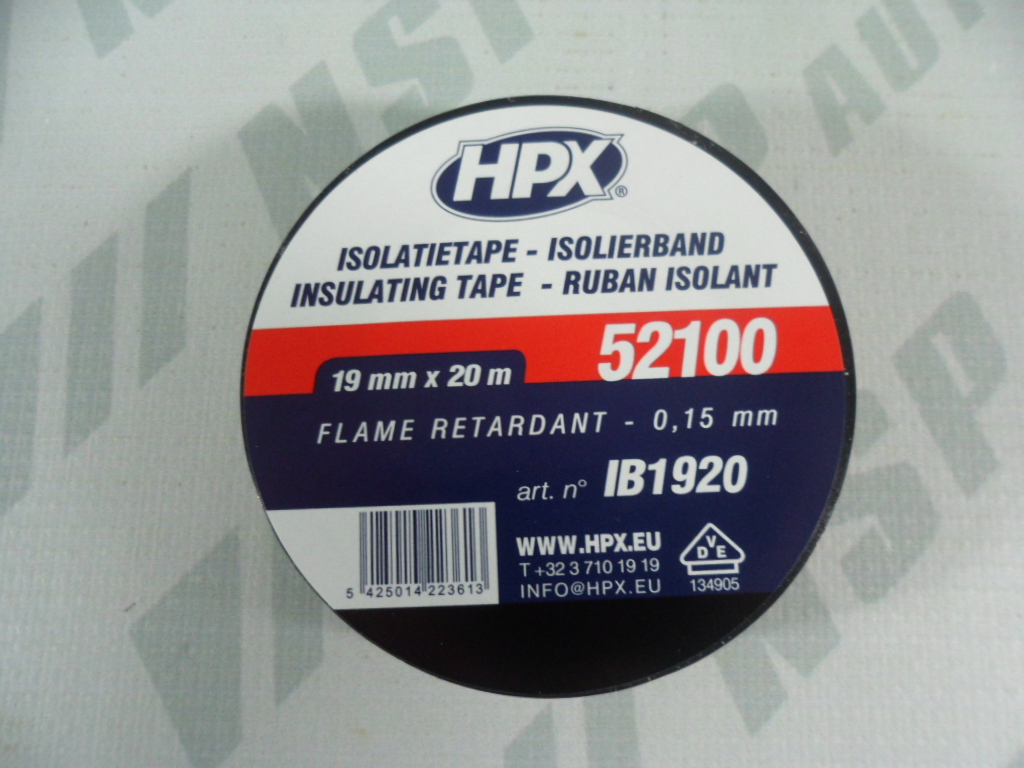 HPX®
ISOLATIETAPE - ISOLIERBAND
INSULATING TAPE - RUBAN ISOLANT
52100
19 mm x 20 m
FLAME RETARDANT - 0,15 mm
art. n° IB1920
WWW.HPX.EU
T +32 3 710 19 19
INFO@HPX.EU
VDE
134905
5 425014 223613